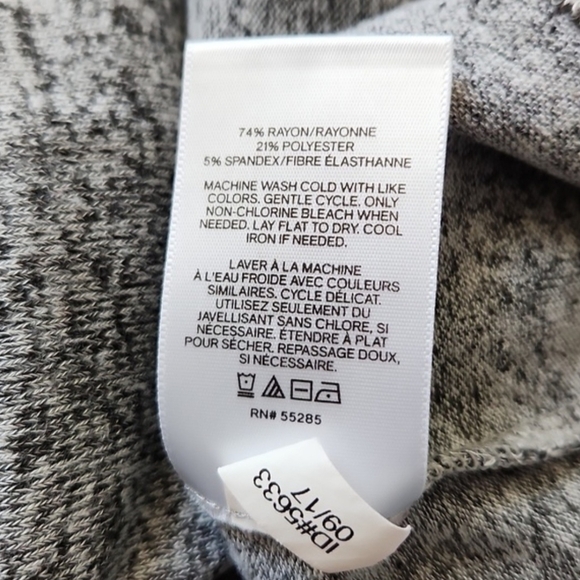 74% RAYON/RAYONNE
21% POLYESTER
5% SPANDEX/FIBRE ÉLASTHANNE
MACHINE WASH COLD WITH LIKE
COLORS. GENTLE CYCLE. ONLY
NON-CHLORINE BLEACH WHEN
NEEDED. LAY FLAT TO DRY. COOL
IRON IF NEEDED.
LAVER À LA MACHINE
À L'EAU FROIDE AVEC COULEURS
SIMILAIRES. CYCLE DÉLICAT.
UTILISEZ SEULEMENT DU
JAVELLISANT SANS CHLORE, SI
NÉCESSAIRE. ÉTENDRE À PLAT
POUR SÉCHER. REPASSAGE DOUX,
SI NÉCESSAIRE.
RN# 55285
ID#5633
09/17